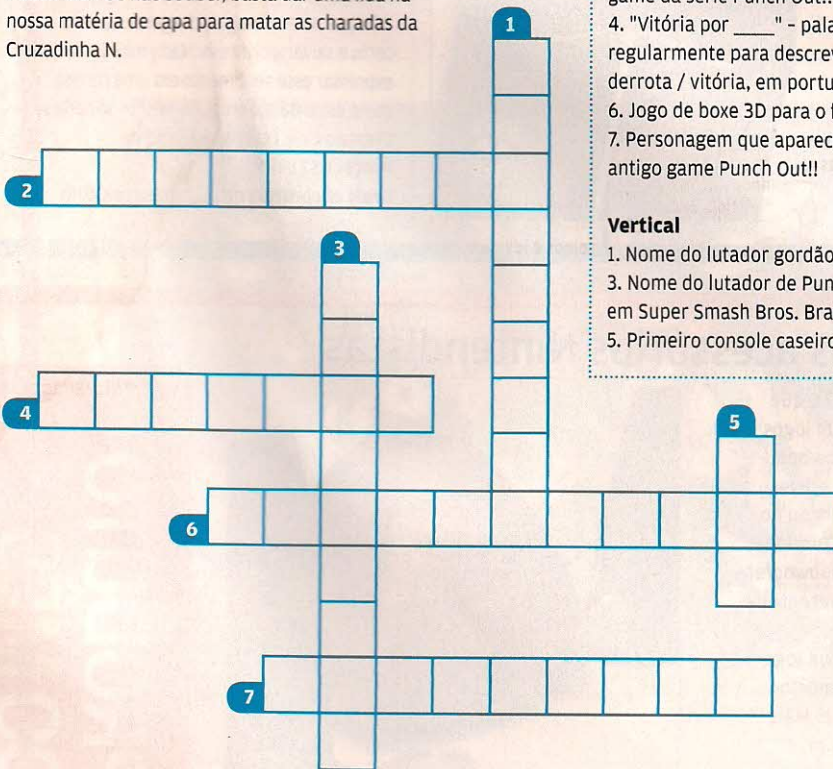 nossa matéria de capa para matar as charadas da
Cruzadinha N.
1
2
3
4
5
6
7
4. "Vitória por ____" - pala
regularmente para descrev
derrota / vitória, em portu
6. Jogo de boxe 3D para o
7. Personagem que aparec
antigo game Punch Out!!
Vertical
1. Nome do lutador gordão
3. Nome do lutador de Pun
em Super Smash Bros. Bra
5. Primeiro console caseiro